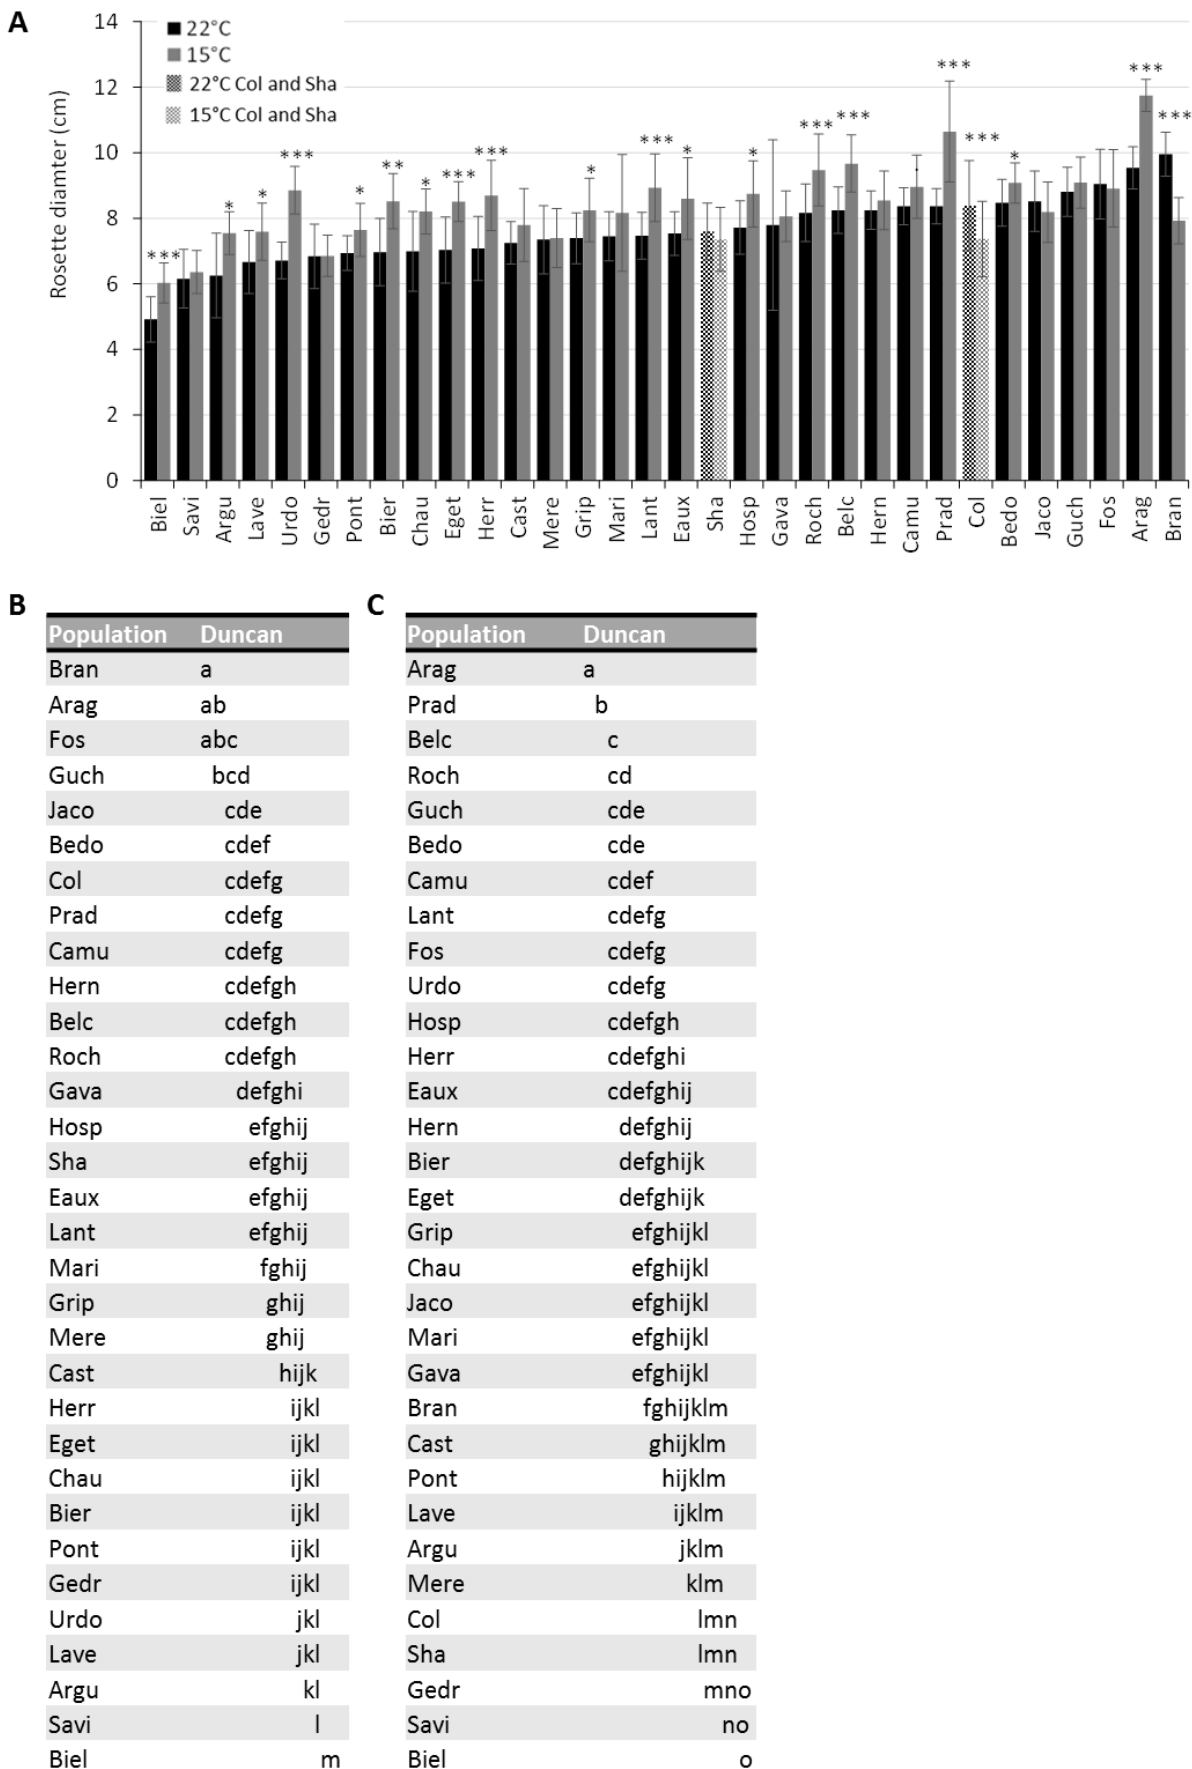 A
Rosette diamter (cm)
14
12
10
8
6
4
2
0
22°C
15°C
22°C Col and Sha
15°C Col and Sha
*** * * *** * ** * *** *** * *** * * *** *** *** *** * *** ***
Biel Savi Argu Lave Urdo Gedr Pont Bier Chau Eget Herr Cast Mere Grip Mari Lant Eaux Sha Hosp Gava Roch Belc Hern Camu Prad Col Bedo Jaco Guch Fos Arag Bran
B
Population Duncan
Bran a
Arag ab
Fos abc
Guch bcd
Jaco cde
Bedo cdef
Col cdefg
Prad cdefg
Camu cdefg
Hern cdefgh
Belc cdefgh
Roch cdefgh
Gava defghi
Hosp efghij
Sha efghij
Eaux efghij
Lant efghij
Mari fghij
Grip ghij
Mere ghij
Cast hijk
Herr ijkl
Eget ijkl
Chau ijkl
Bier ijkl
Pont ijkl
Gedr ijkl
Urdo jkl
Lave jkl
Argu kl
Savi l
Biel m
C
Population Duncan
Arag a
Prad b
Belc c
Roch cd
Guch cde
Bedo cde
Camu cdef
Lant cdefg
Fos cdefg
Urdo cdefg
Hosp cdefgh
Herr cdefghi
Eaux cdefghij
Hern defghij
Bier defghijk
Eget defghijk
Grip efghijkl
Chau efghijkl
Jaco efghijkl
Mari efghijkl
Gava efghijkl
Bran fghijklm
Cast ghijklm
Pont hijklm
Lave ijklm
Argu jklm
Mere klm
Col lmn
Sha lmn
Gedr mno
Savi no
Biel o